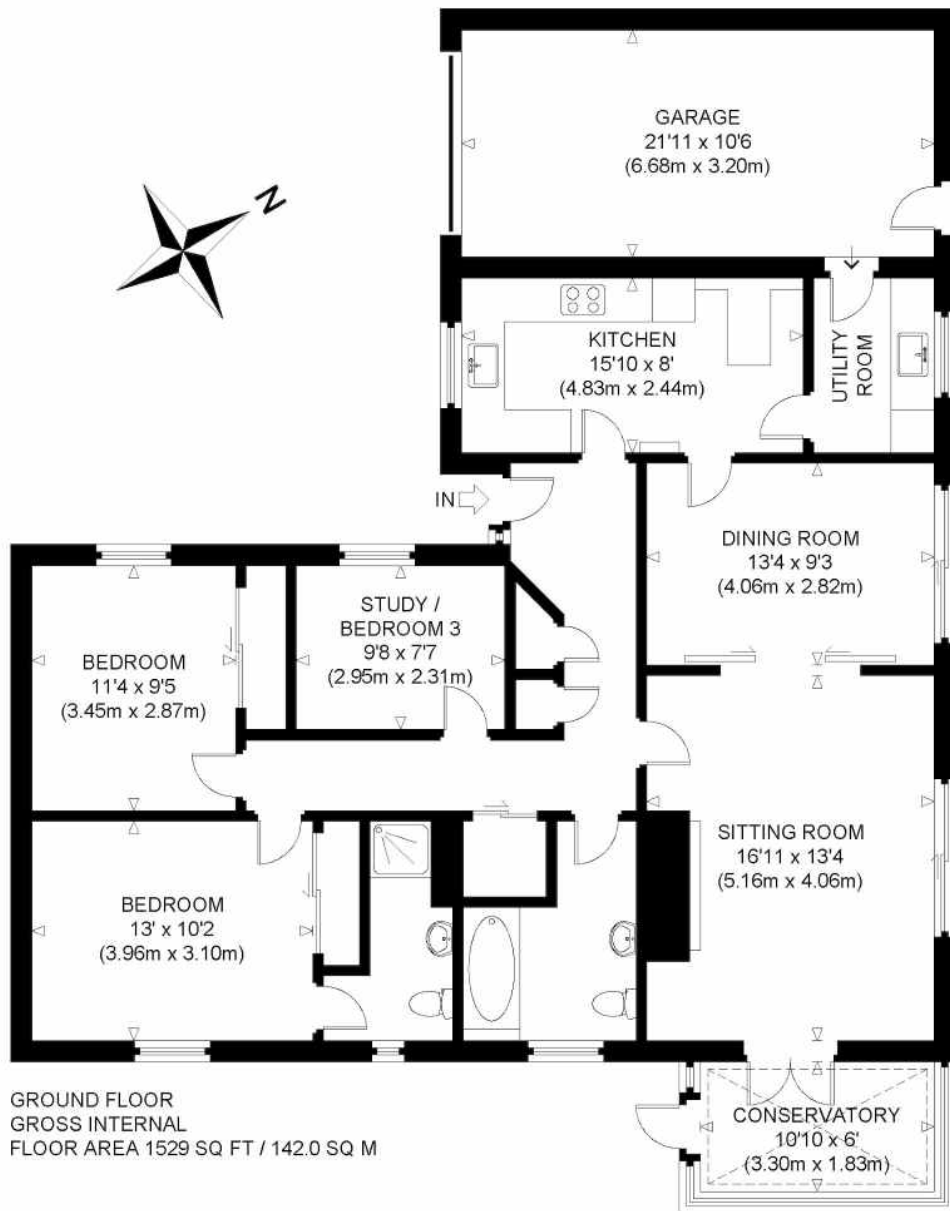 GARAGE
21'11 x 10'6
(6.68m x 3.20m)
N
KITCHEN
15'10 x 8'
(4.83m x 2.44m)
UTILITY
ROOM
IN
DINING ROOM
13'4 x 9'3
(4.06m x 2.82m)
STUDY /
BEDROOM 3
9'8 x 7'7
(2.95m x 2.31m)
BEDROOM
11'4 x 9'5
(3.45m x 2.87m)
SITTING ROOM
16'11 x 13'4
(5.16m x 4.06m)
BEDROOM
13' x 10'2
(3.96m x 3.10m)
GROUND FLOOR
GROSS INTERNAL
FLOOR AREA 1529 SQ FT / 142.0 SQ M
CONSERVATORY
10'10 x 6'
(3.30m x 1.83m)